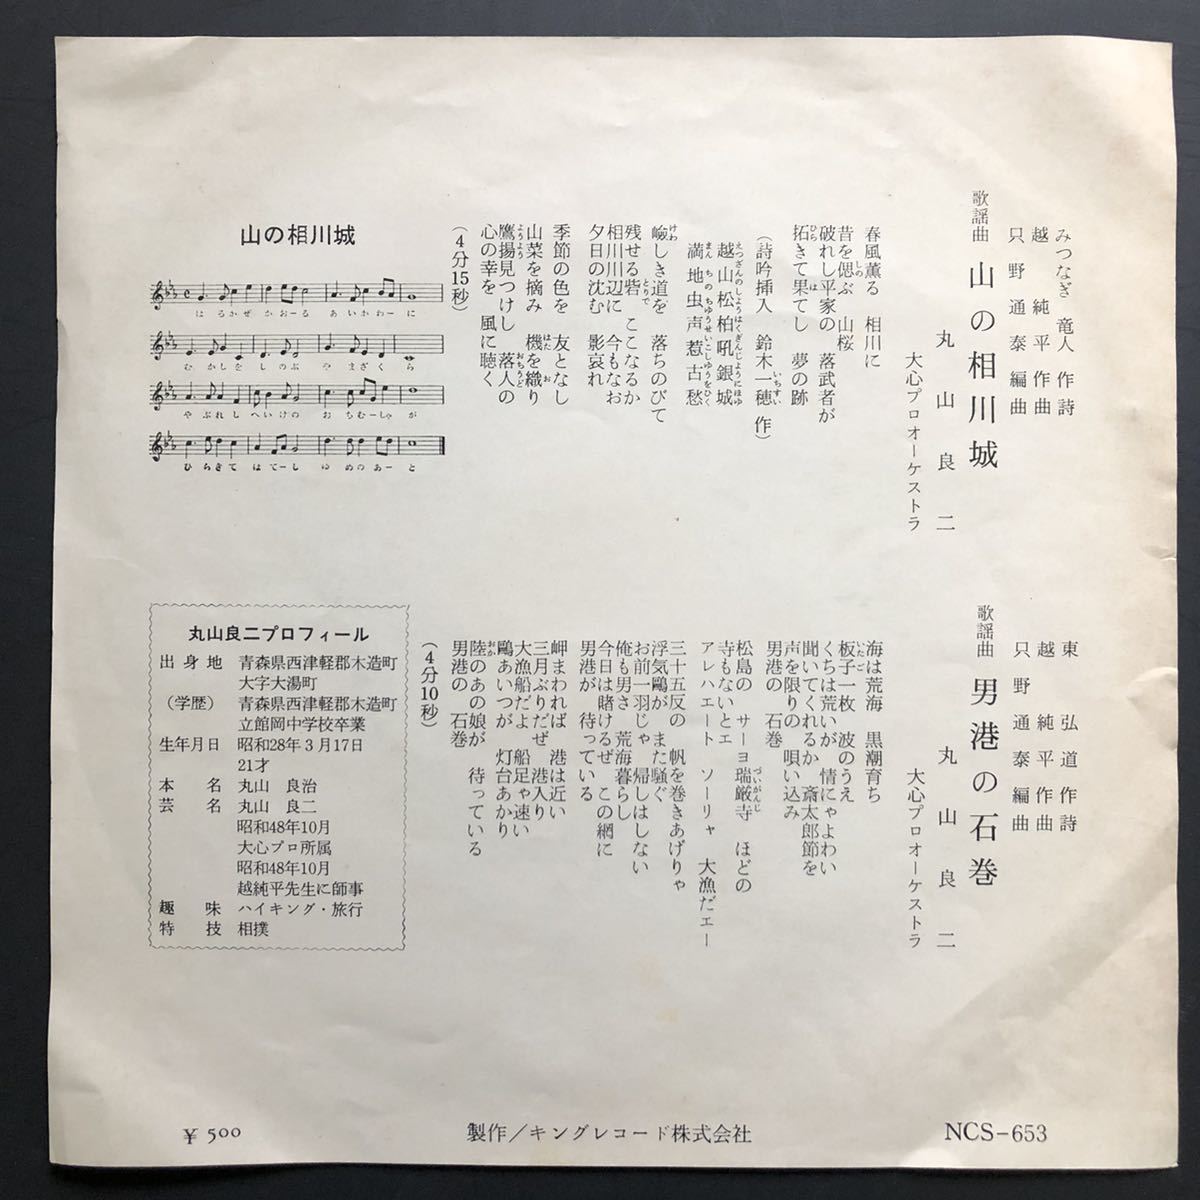 みつなぎ 竜人 作詩
越 純平 作曲
只野 通泰 編曲
歌謡曲 山の相川城
丸山良二
大心プロオーケストラ
春風薫る 相川に
昔を偲ぶ 山桜
破れし平家の 落武者が
拓きて果てし 夢の跡
(詩吟挿入 鈴木一穂 作)
越山松柏吼銀城
満地虫声惹古愁
嶮しき道を 落ちのびて
残せる砦 ここなるか
相川川辺に 今もなお
夕日の沈む 影哀れ
季節の色を 友となし
山菜を摘み 機を織り
鷹揚見つけし 落人の
心の幸を 風に聴く
(4分15秒)
山の相川城
はるかぜかおーる あいかわーに
むかしをしのぶ やまざくら
やぶれしへいけの おちむーしゃが
ひらきて はてーし ゆめのあーと
東 弘道 作詩
越 純平 作曲
只野 通泰 編曲
歌謡曲 男港の石巻
丸山良二
大心プロオーケストラ
海は荒海 黒潮育ち
板子一枚 波のうえ
くちは荒いが 情にゃよわい
聞いてくれるか 斎太郎節を
声を限りの 唄い込み
男港の 石巻
松島の サーヨ瑞厳寺 ほどの
寺もないとエ
アレハエート ソーリャ 大漁だエー
三十五反の 帆を巻きあげりゃ
浮気鷗が また騒ぐ
お前一羽じゃ 帰しはしない
俺も男さ 荒海暮らし
今日は賭けるぜ この網に
男港が 待っている
岬まわれば 港は近い
三月ぶりだぜ 港入り
大漁船だよ 船足ゃ速い
鷗あいつが 灯台あかり
陸のあの娘が 待っている
男港の 石巻
(4分10秒)
丸山良二プロフィール
出身地 青森県西津軽郡木造町
大字大湯町
(学歴) 青森県西津軽郡木造町
立館岡中学校卒業
生年月日 昭和28年3月17日
21才
本名 丸山 良治
芸名 丸山 良二
昭和48年10月
大心プロ所属
昭和48年10月
越純平先生に師事
趣味 ハイキング・旅行
特技 相撲
¥500
製作/キングレコード株式会社
NCS-653